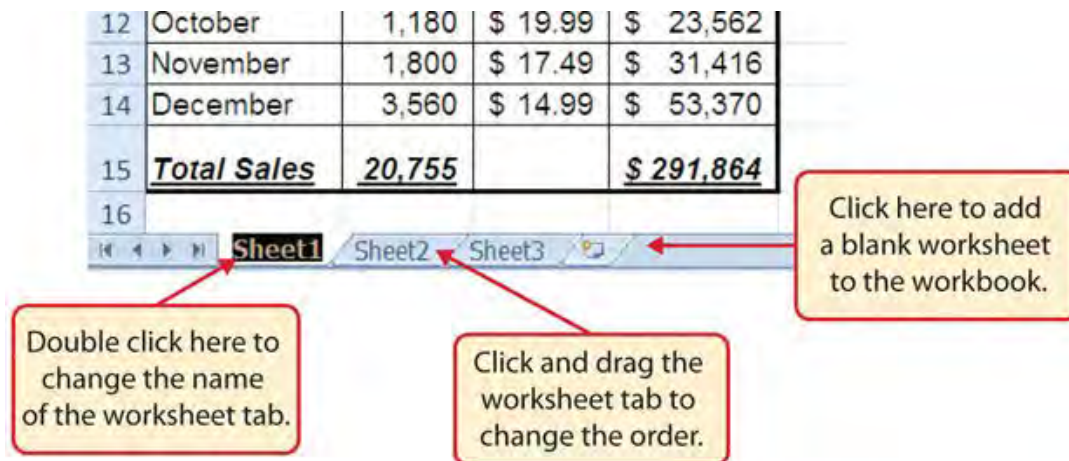 12 October 1,180 $ 19.99 $ 23,562
13 November 1,800 $ 17.49 $ 31,416
14 December 3,560 $ 14.99 $ 53,370
15 Total Sales 20,755 $ 291,864
16
Sheet1 Sheet2 Sheet3
Click here to add
a blank worksheet
to the workbook.
Double click here to
change the name
of the worksheet tab.
Click and drag the
worksheet tab to
change the order.